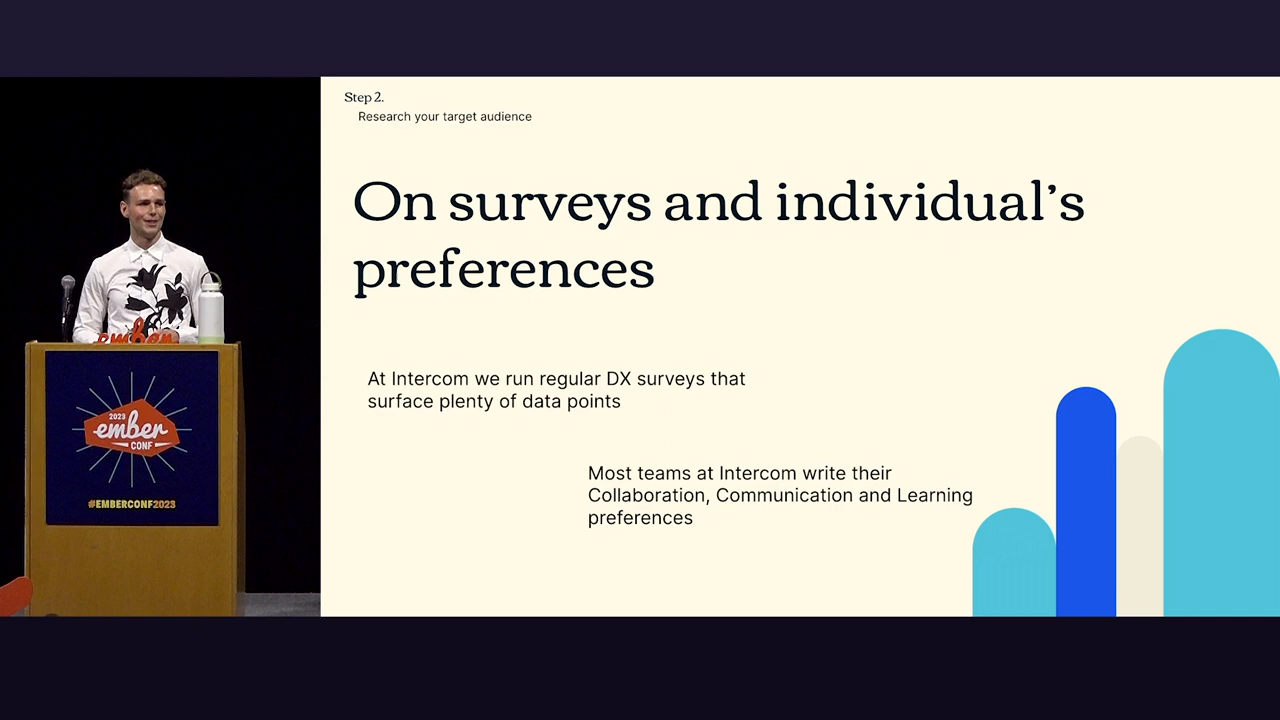 Step 2.
Research your target audience
On surveys and individual’s
preferences
At Intercom we run regular DX surveys that
surface plenty of data points
Most teams at Intercom write their
Collaboration, Communication and Learning
preferences
ember
2023
ember
CONF
#EMBERCONF2023